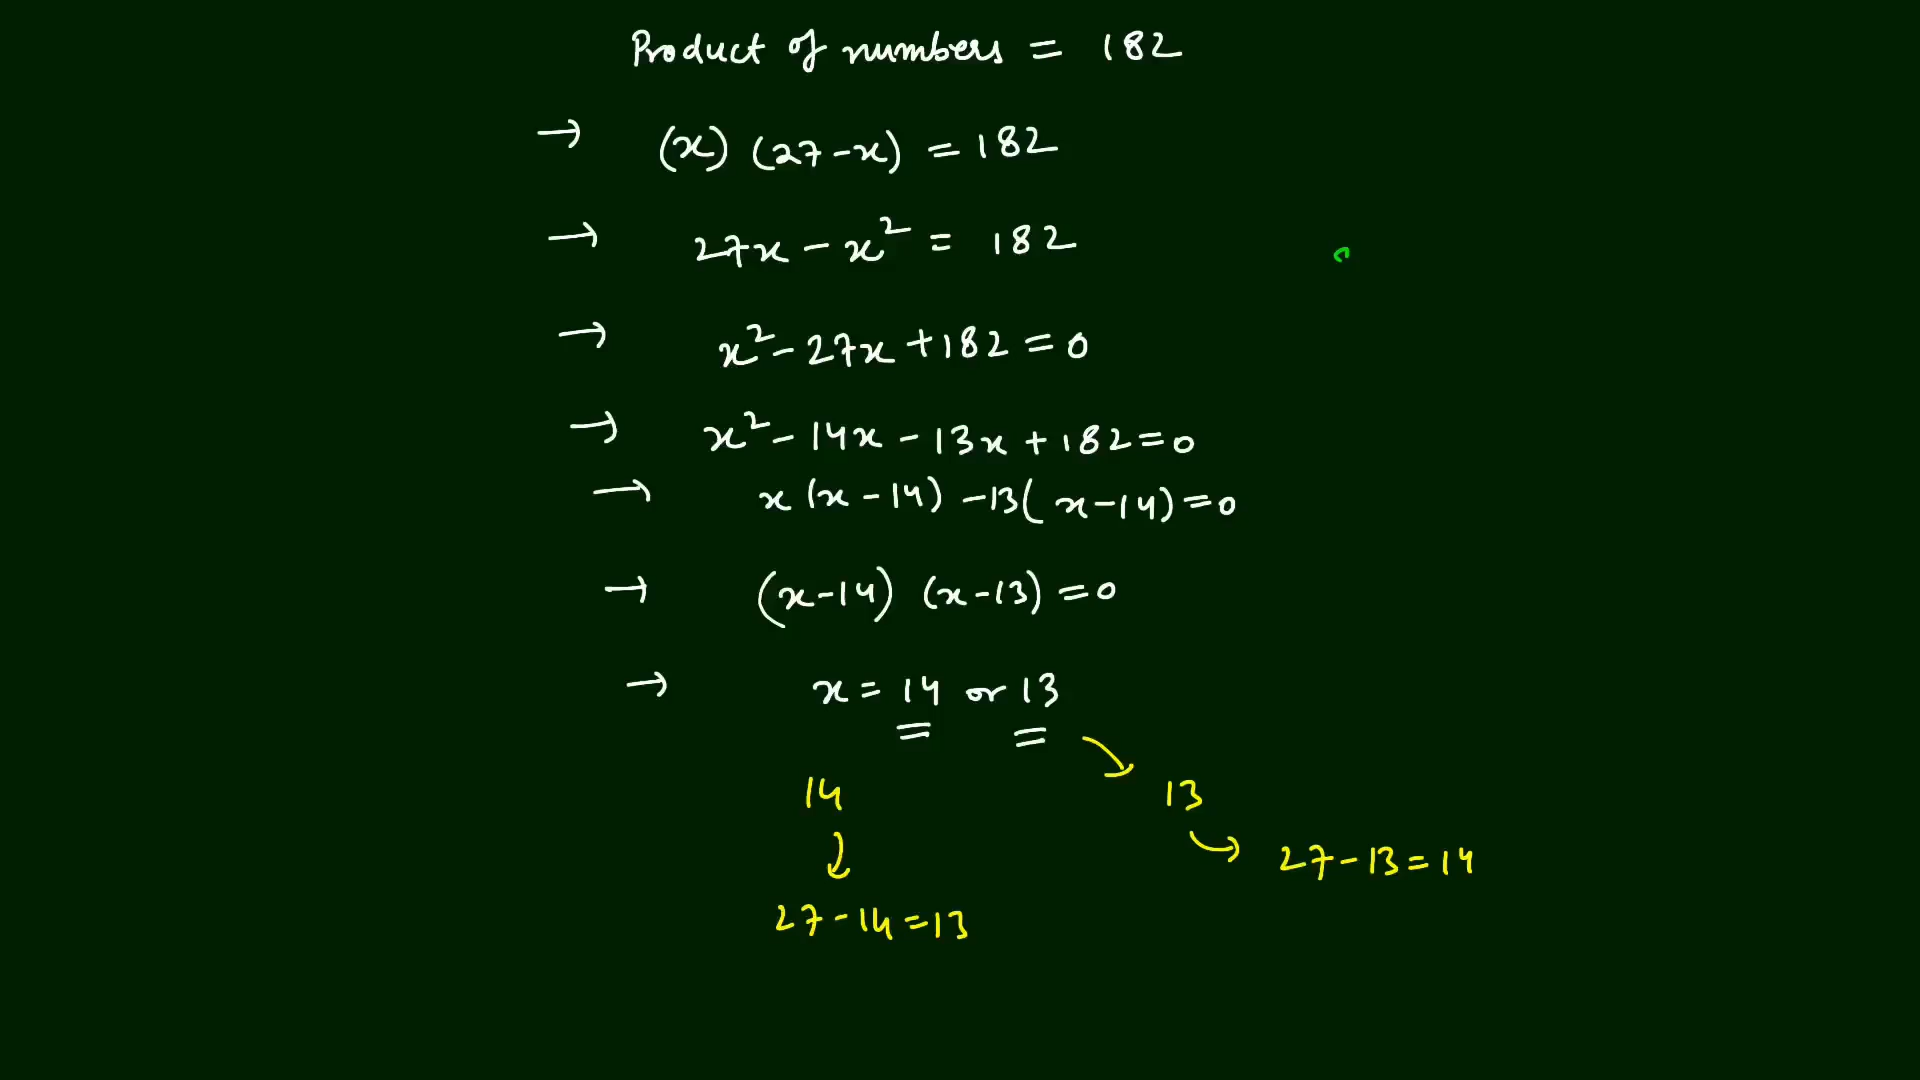 Product of numbers = 182
→ (x) (27-x) = 182
→ 27x - x² = 182
→ x² - 27x + 182 = 0
→ x² - 14x - 13x + 182 = 0
→ x (x - 14) - 13( x - 14) = 0
→ (x-14) (x-13) = 0
→ x = 14 or 13
14
13
27 - 13 = 14
27 - 14 = 13